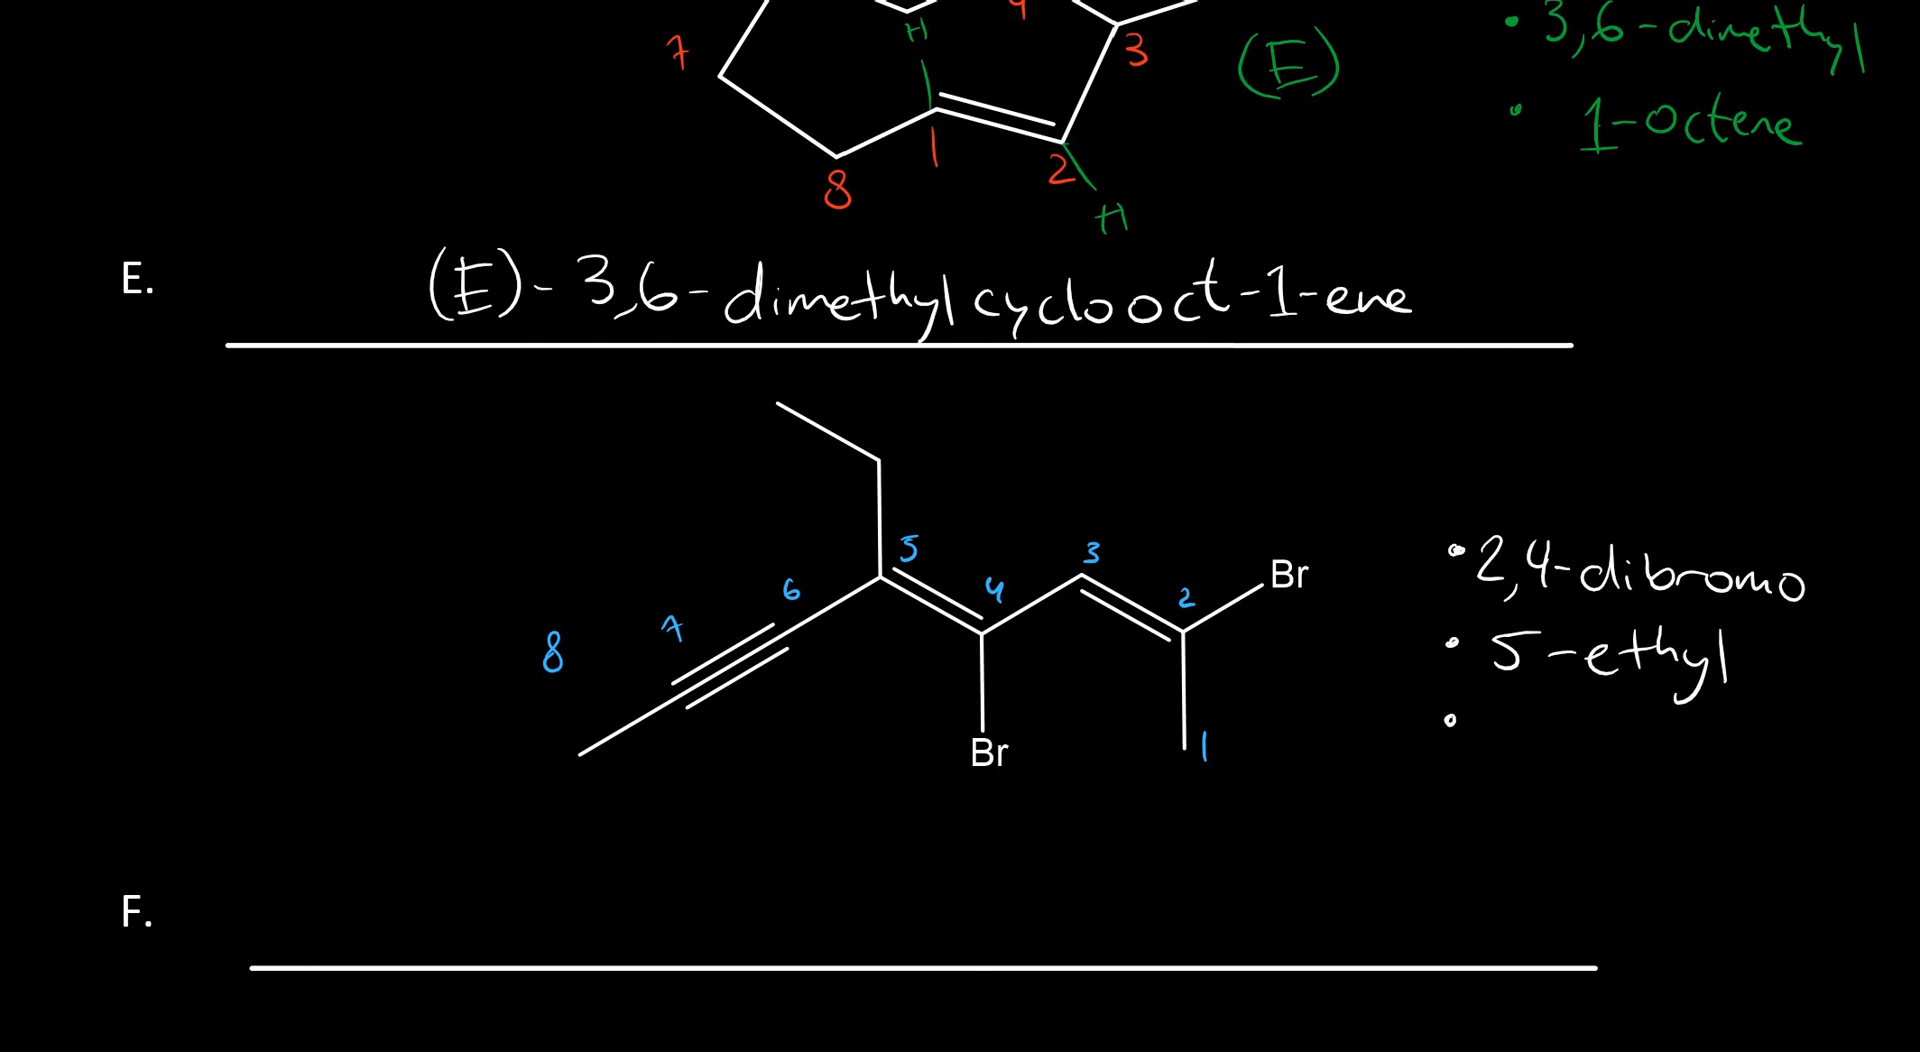 H
4
7
3
(E)
• 3,6-dimethyl
• 1-octene
1
2
8
H
E.
(E)-3,6-dimethylcyclooct-1-ene
5
3
4
6
2
7
8
Br
Br
1
• 2,4-dibromo
• 5-ethyl
•
F.